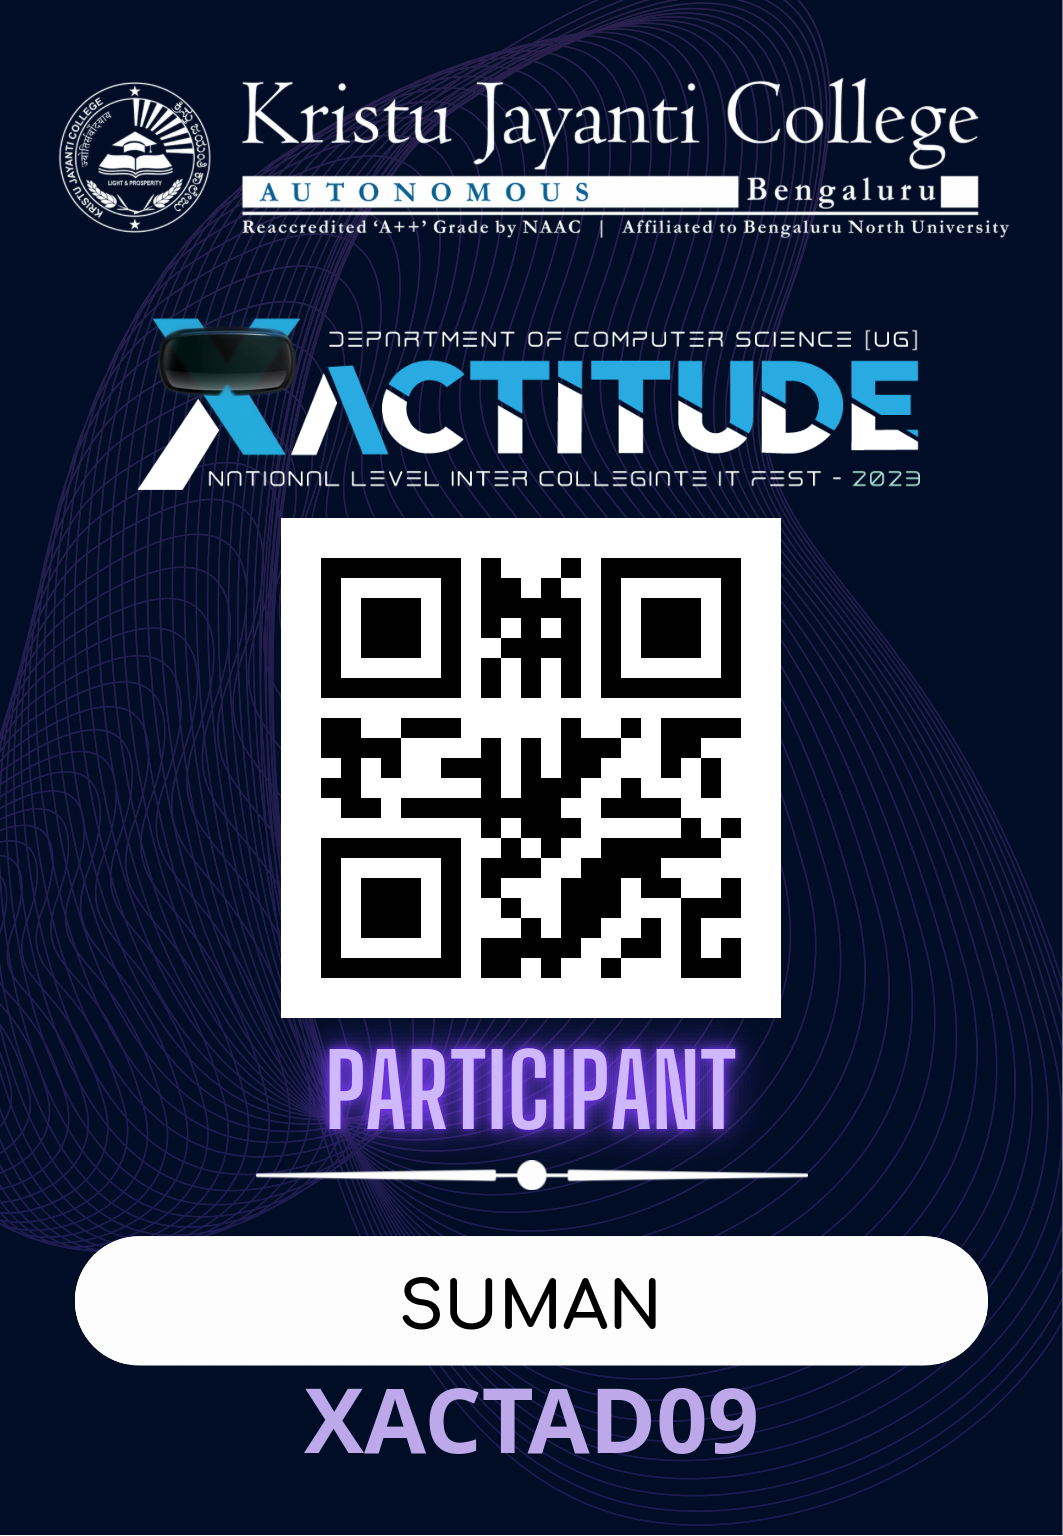 KRISTU JAYANTI COLLEGE
ज्योतिसंवादयाय
LIGHT & PROSPERITY
Kristu Jayanti College
AUTONOMOUS Bengaluru
Reaccredited ‘A++’ Grade by NAAC | Affiliated to Bengaluru North University
DEPARTMENT OF COMPUTER SCIENCE [UG]
XACTITUDE
NATIONAL LEVEL INTER COLLEGIATE IT FEST - 2023
PARTICIPANT
SUMAN
XACTAD09